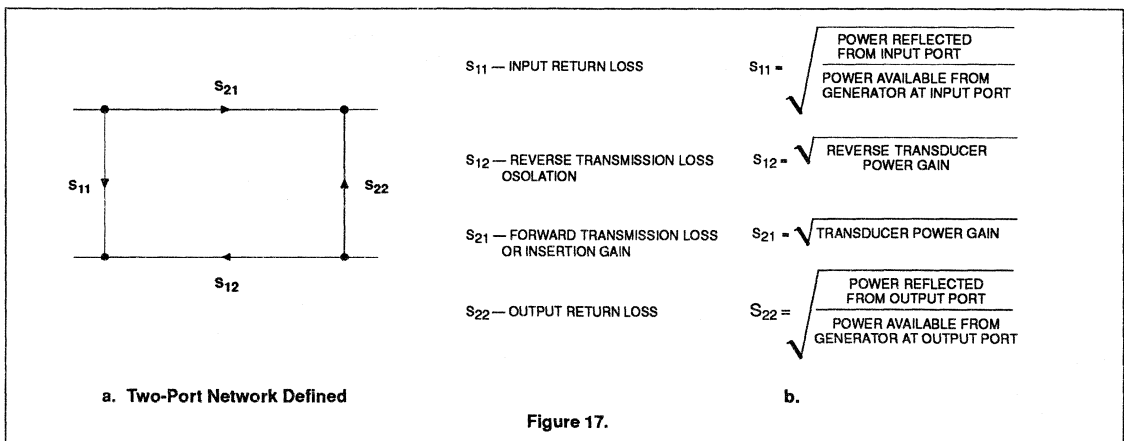 S21
S11
S22
S12
a. Two-Port Network Defined
S11 — INPUT RETURN LOSS
S11 = √ POWER REFLECTED
FROM INPUT PORT
POWER AVAILABLE FROM
GENERATOR AT INPUT PORT
S12 — REVERSE TRANSMISSION LOSS
OSOLATION
S12 = √ REVERSE TRANSDUCER
POWER GAIN
S21 — FORWARD TRANSMISSION LOSS
OR INSERTION GAIN
S21 = √ TRANSDUCER POWER GAIN
S22 — OUTPUT RETURN LOSS
S22 = √ POWER REFLECTED
FROM OUTPUT PORT
POWER AVAILABLE FROM
GENERATOR AT OUTPUT PORT
b.
Figure 17.